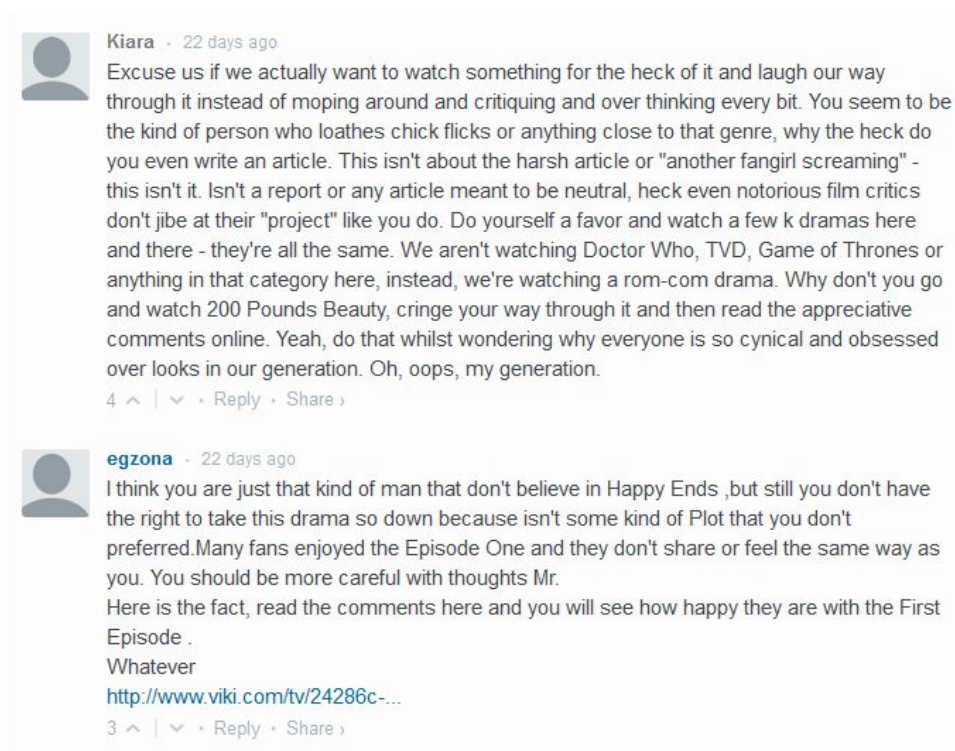 Kiara · 22 days ago
Excuse us if we actually want to watch something for the heck of it and laugh our way
through it instead of moping around and critiquing and over thinking every bit. You seem to be
the kind of person who loathes chick flicks or anything close to that genre, why the heck do
you even write an article. This isn't about the harsh article or "another fangirl screaming" -
this isn't it. Isn't a report or any article meant to be neutral, heck even notorious film critics
don't jibe at their "project" like you do. Do yourself a favor and watch a few k dramas here
and there - they're all the same. We aren't watching Doctor Who, TVD, Game of Thrones or
anything in that category here, instead, we're watching a rom-com drama. Why don't you go
and watch 200 Pounds Beauty, cringe your way through it and then read the appreciative
comments online. Yeah, do that whilst wondering why everyone is so cynical and obsessed
over looks in our generation. Oh, oops, my generation.
4 · Reply · Share ›
egzona · 22 days ago
I think you are just that kind of man that don't believe in Happy Ends ,but still you don't have
the right to take this drama so down because isn't some kind of Plot that you don't
preferred.Many fans enjoyed the Episode One and they don't share or feel the same way as
you. You should be more careful with thoughts Mr.
Here is the fact, read the comments here and you will see how happy they are with the First
Episode .
Whatever
http://www.viki.com/tv/24286c-...
3 · Reply · Share ›